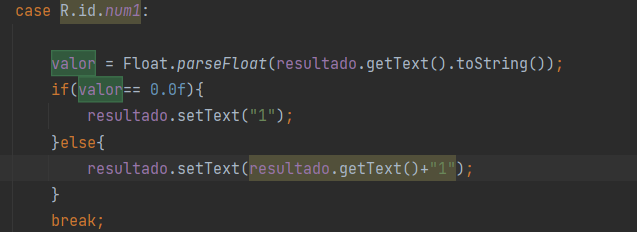 case R.id.num1:
valor = Float.parseFloat(resultado.getText().toString());
if(valor== 0.0f){
resultado.setText("1");
}else{
resultado.setText(resultado.getText()+"1");
}
break;